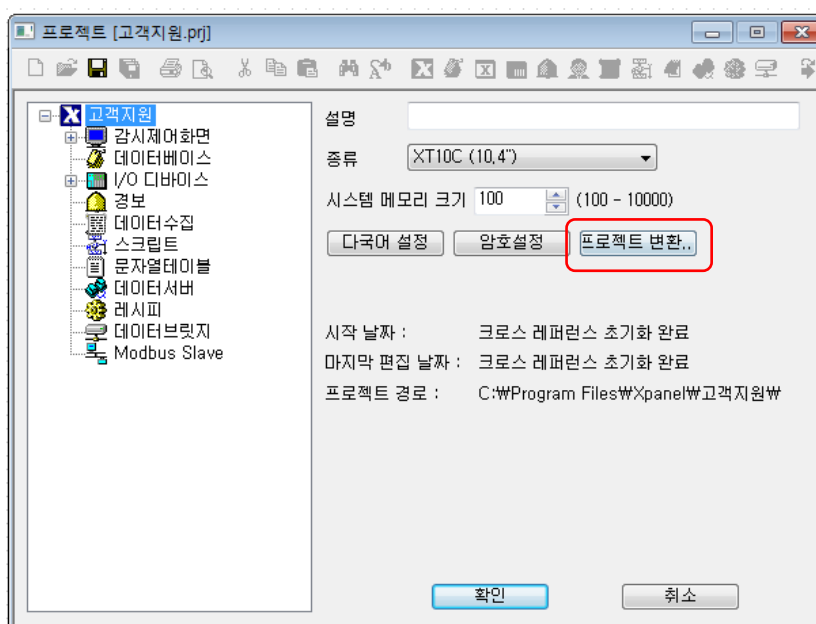 프로젝트 [고객지원.prj]
고객지원
감시제어화면
데이터베이스
I/O 디바이스
경보
데이터수집
스크립트
문자열테이블
데이터서버
레시피
데이터브릿지
Modbus Slave
설명
종류 XT10C (10,4")
시스템 메모리 크기 100 (100 - 10000)
다국어 설정 암호설정 프로젝트 변환,,
시작 날짜 : 크로스 레퍼런스 초기화 완료
마지막 편집 날짜 : 크로스 레퍼런스 초기화 완료
프로젝트 경로 : C:₩Program Files₩Xpanel₩고객지원₩
확인 취소